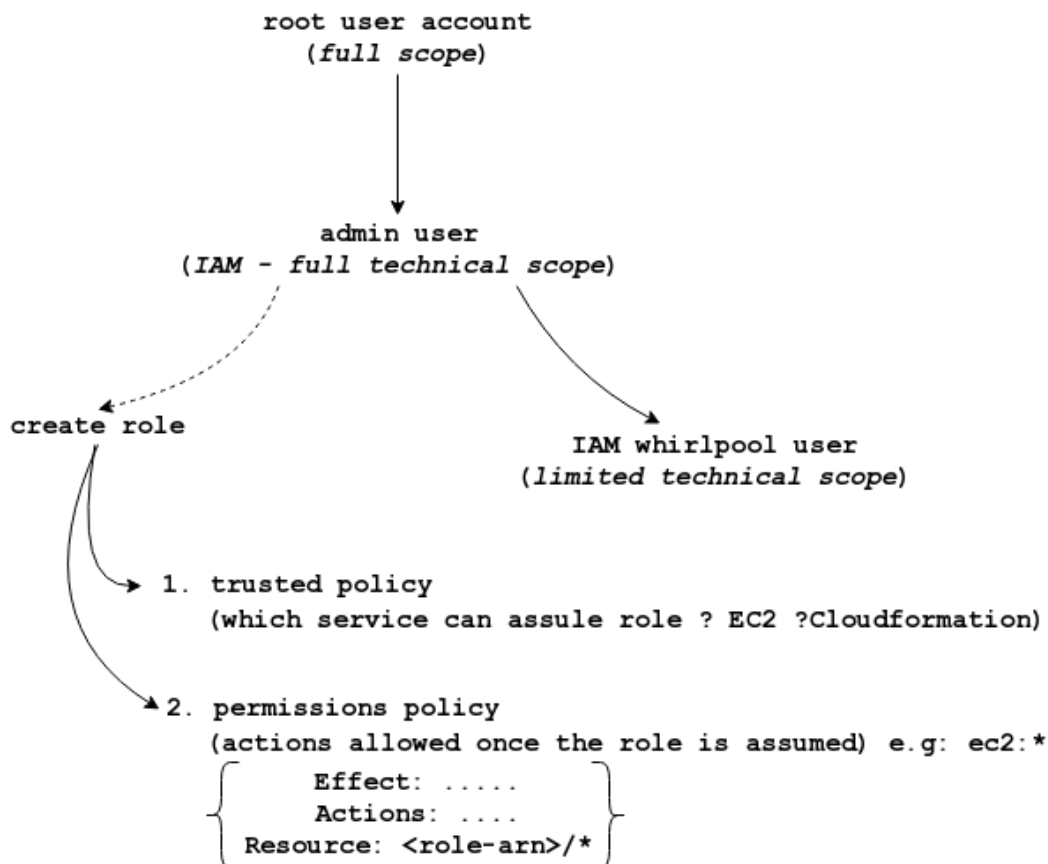 root user account
(full scope)
admin user
(IAM - full technical scope)
create role
IAM whirlpool user
(limited technical scope)
1. trusted policy
(which service can assule role ? EC2 ?Cloudformation)
2. permissions policy
(actions allowed once the role is assumed) e.g: ec2:*
Effect: .....
Actions: ....
Resource: <role-arn>/*